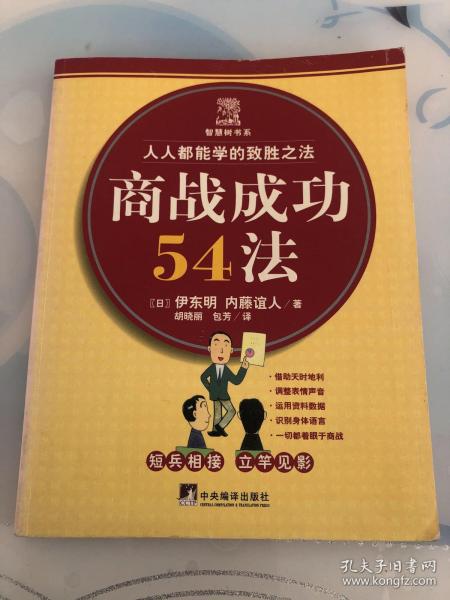 智慧树书系
人人都能学的致胜之法
商战成功
54法
〔日〕伊东明 内藤谊人／著
胡晓丽 包芳／译
·借助天时地利
·调整表情声音
·运用资料数据
·识别身体语言
·一切都着眼于商战
短兵相接 立竿见影
中央编译出版社
CENTRAL COMPILATION & TRANSLATION PRESS
孔夫子旧书网
www.kongfz.com